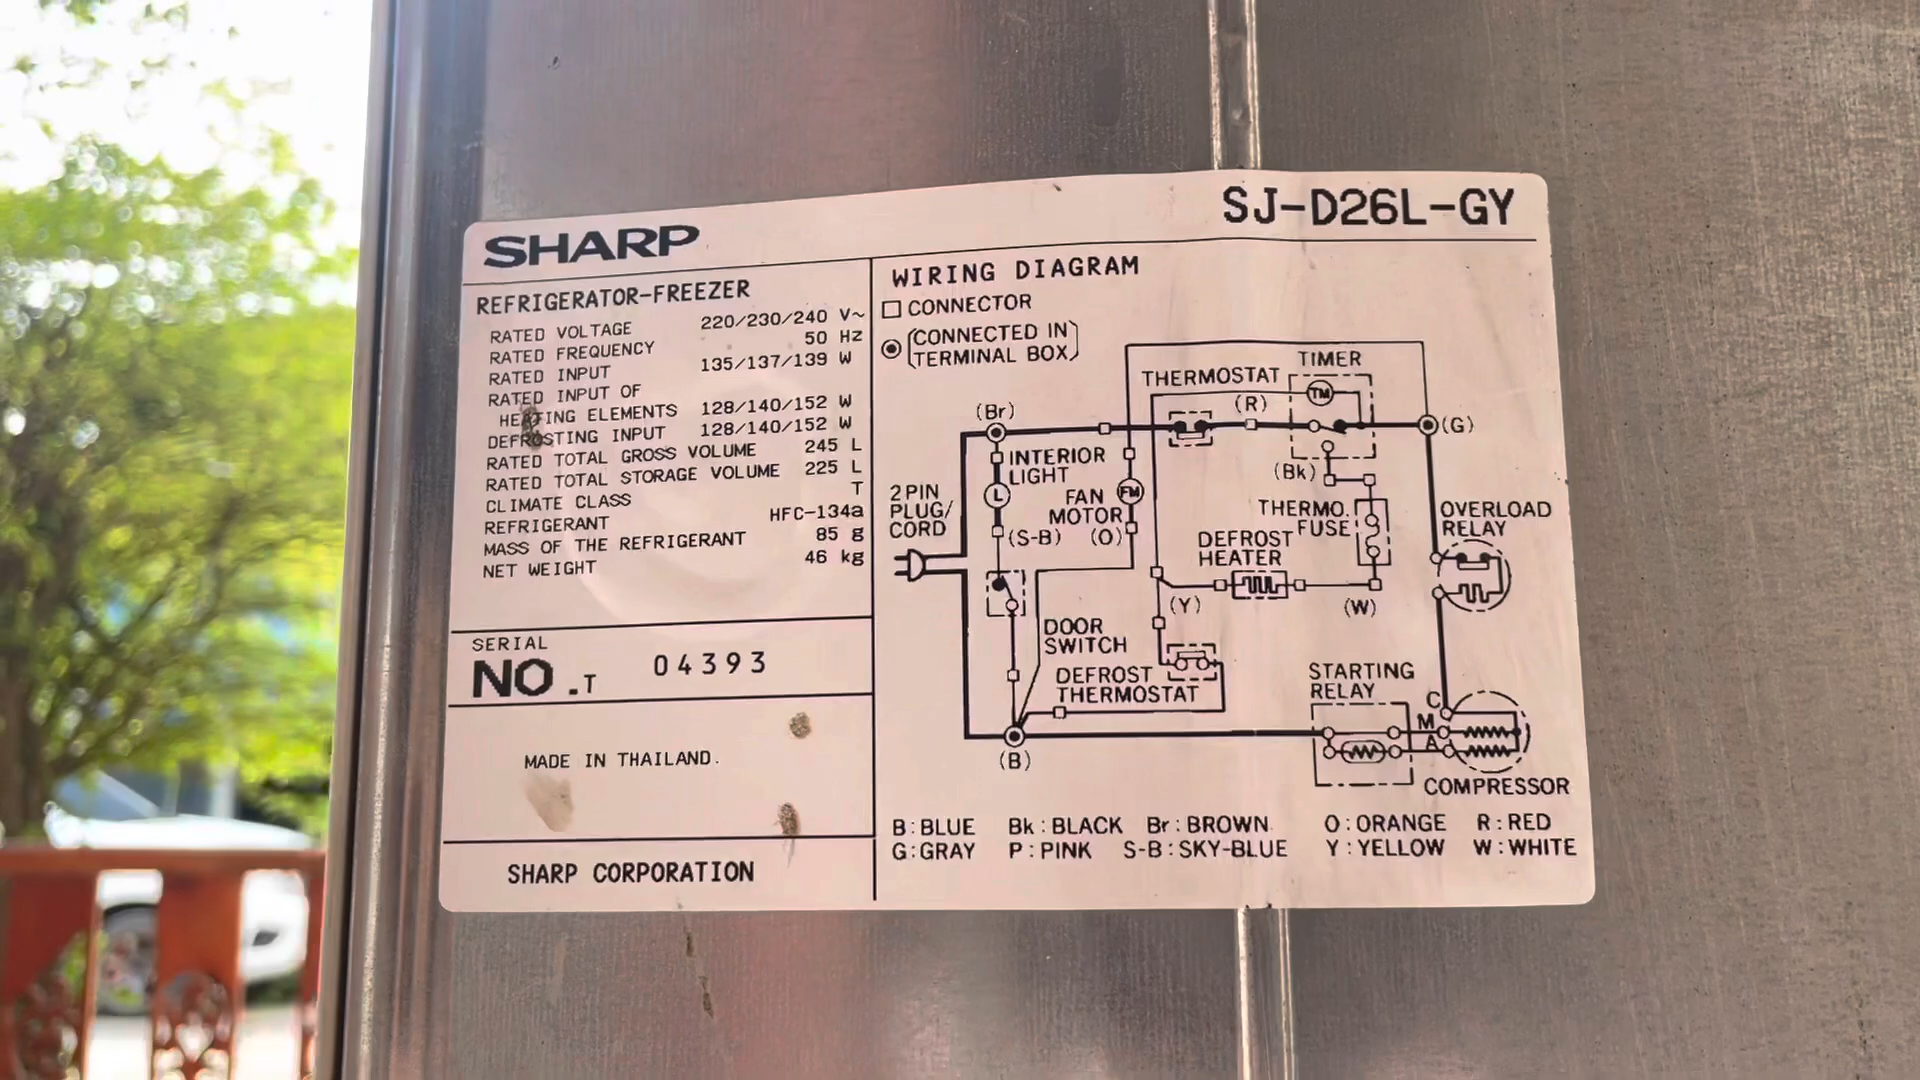 SHARP
SJ-D26L-GY
REFRIGERATOR-FREEZER
RATED VOLTAGE 220/230/240 V~
RATED FREQUENCY 50 Hz
RATED INPUT 135/137/139 W
RATED INPUT OF
HEATING ELEMENTS 128/140/152 W
DEFROSTING INPUT 128/140/152 W
RATED TOTAL GROSS VOLUME 245 L
RATED TOTAL STORAGE VOLUME 225 L
CLIMATE CLASS T
REFRIGERANT HFC-134a
MASS OF THE REFRIGERANT 85 g
NET WEIGHT 46 kg
SERIAL
NO.T 04393
MADE IN THAILAND.
SHARP CORPORATION
WIRING DIAGRAM
CONNECTOR
(CONNECTED IN
TERMINAL BOX)
TIMER
THERMOSTAT
TM
(R)
(Br)
(G)
INTERIOR
LIGHT
L
(Bk)
2 PIN
PLUG/
CORD
FAN
MOTOR
FM
THERMO.
FUSE
OVERLOAD
RELAY
(S-B)
(O)
DEFROST
HEATER
(Y)
(W)
DOOR
SWITCH
DEFROST
THERMOSTAT
STARTING
RELAY
C
M
A
(B)
COMPRESSOR
B:BLUE Bk:BLACK Br:BROWN O:ORANGE R:RED
G:GRAY P:PINK S-B:SKY-BLUE Y:YELLOW W:WHITE